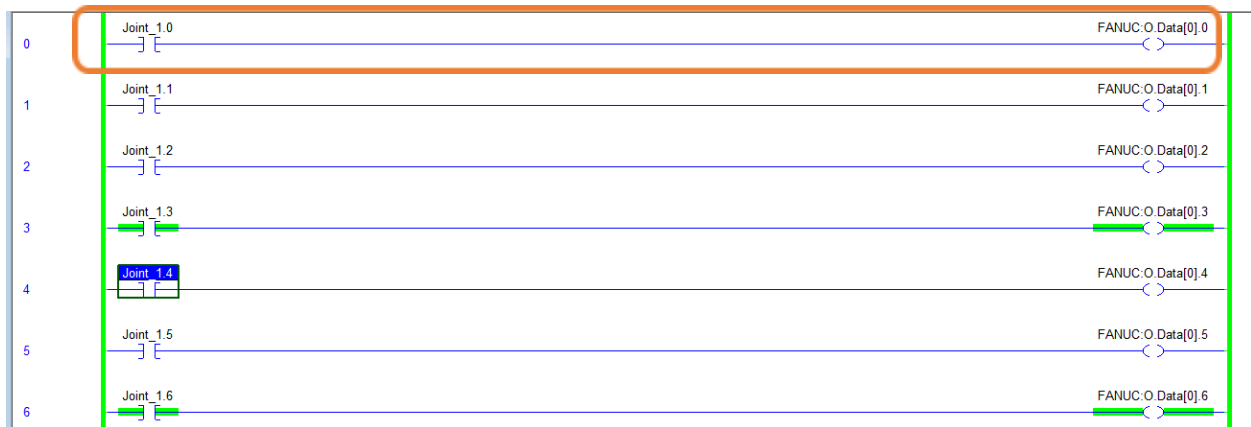 Joint_1.0 FANUC:O.Data[0].0
0
Joint_1.1 FANUC:O.Data[0].1
1
Joint_1.2 FANUC:O.Data[0].2
2
Joint_1.3 FANUC:O.Data[0].3
3
Joint_1.4 FANUC:O.Data[0].4
4
Joint_1.5 FANUC:O.Data[0].5
5
Joint_1.6 FANUC:O.Data[0].6
6